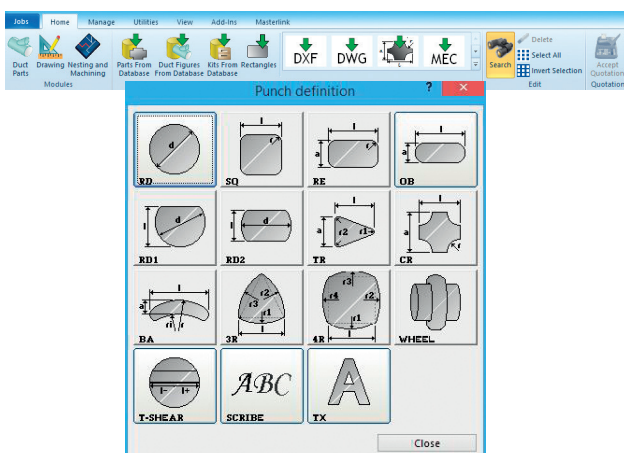 Jobs Home Manage Utilities View Add-Ins Masterlink
Duct Parts Drawing Nesting and Machining Parts From Database Duct Figures From Database Kits From Database Rectangles DXF DWG L MEC Search Delete Accept Quotation
Select All
Invert Selection
Modules Edit Quotation
Punch definition ? ×
d l r l a r l a
RD SQ RE OB
l d d l a r2 r1 l a r
RD1 RD2 TR CR
l a r1 r r2 r3 r1 l r3 r4 r2 r1 l
BA 3R 4R WHEEL
l- l+ ABC A
T-SHEAR SCRIBE TX
Close